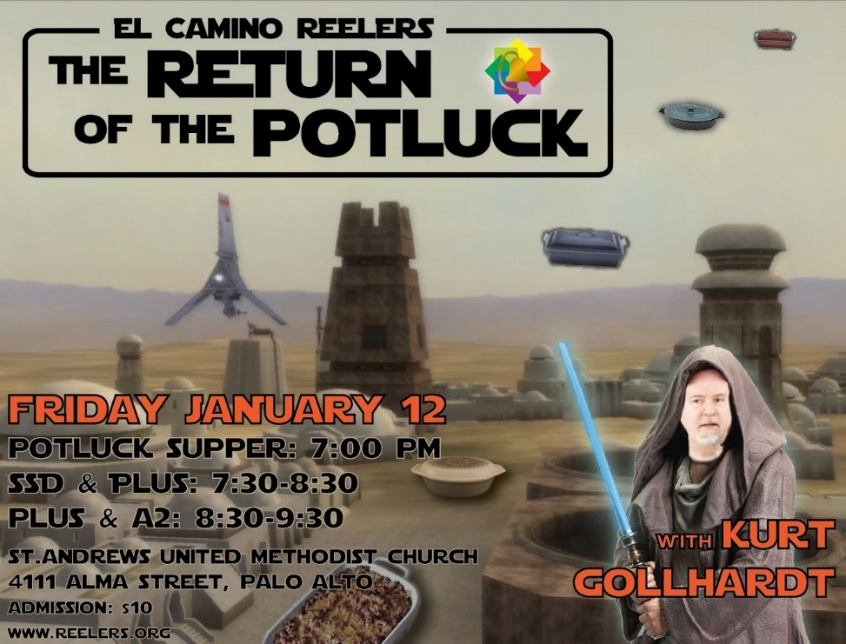 EL CAMINO REELERS
THE RETURN
OF THE POTLUCK
FRIDAY JANUARY 12
POTLUCK SUPPER: 7:00 PM
SSD & PLUS: 7:30-8:30
PLUS & A2: 8:30-9:30
ST.ANDREWS UNITED METHODIST CHURCH
4111 ALMA STREET, PALO ALTO
ADMISSION: $10
WWW.REELERS.ORG
WITH KURT
GOLLHARDT